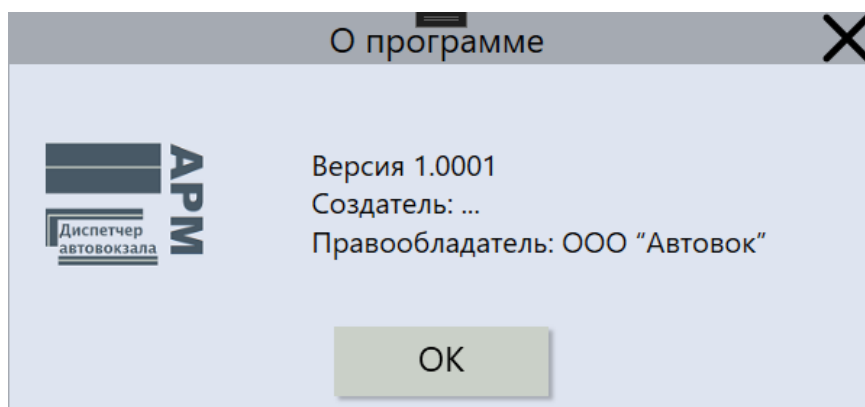 О программе
АРМ
Диспетчер
автовокзала
Версия 1.0001
Создатель: ...
Правообладатель: ООО “Автовок”
ОК